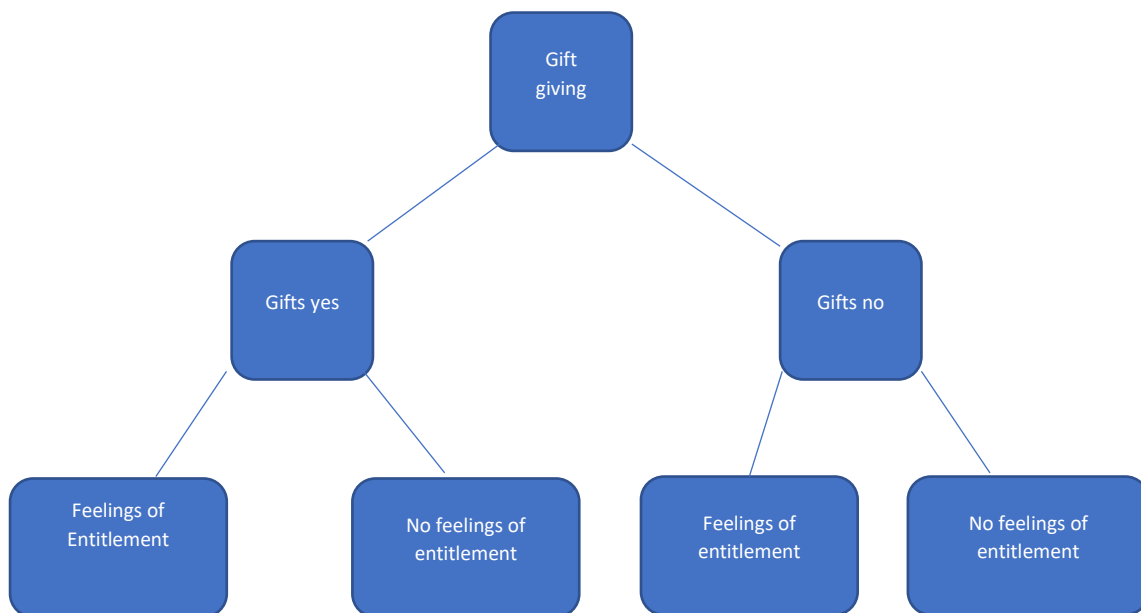 Gift
giving
Gifts yes
Gifts no
Feelings of
Entitlement
No feelings of
entitlement
Feelings of
entitlement
No feelings of
entitlement